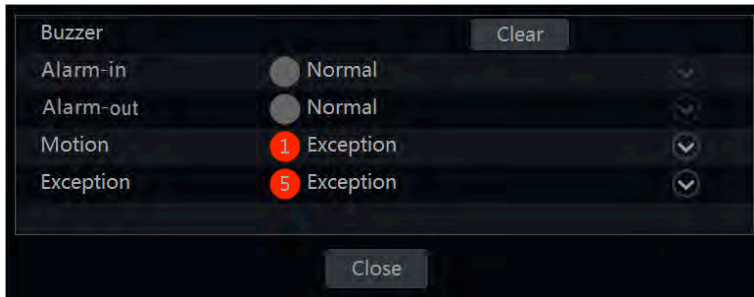 Buzzer Clear
Alarm-in Normal
Alarm-out Normal
Motion 1 Exception
Exception 5 Exception
Close